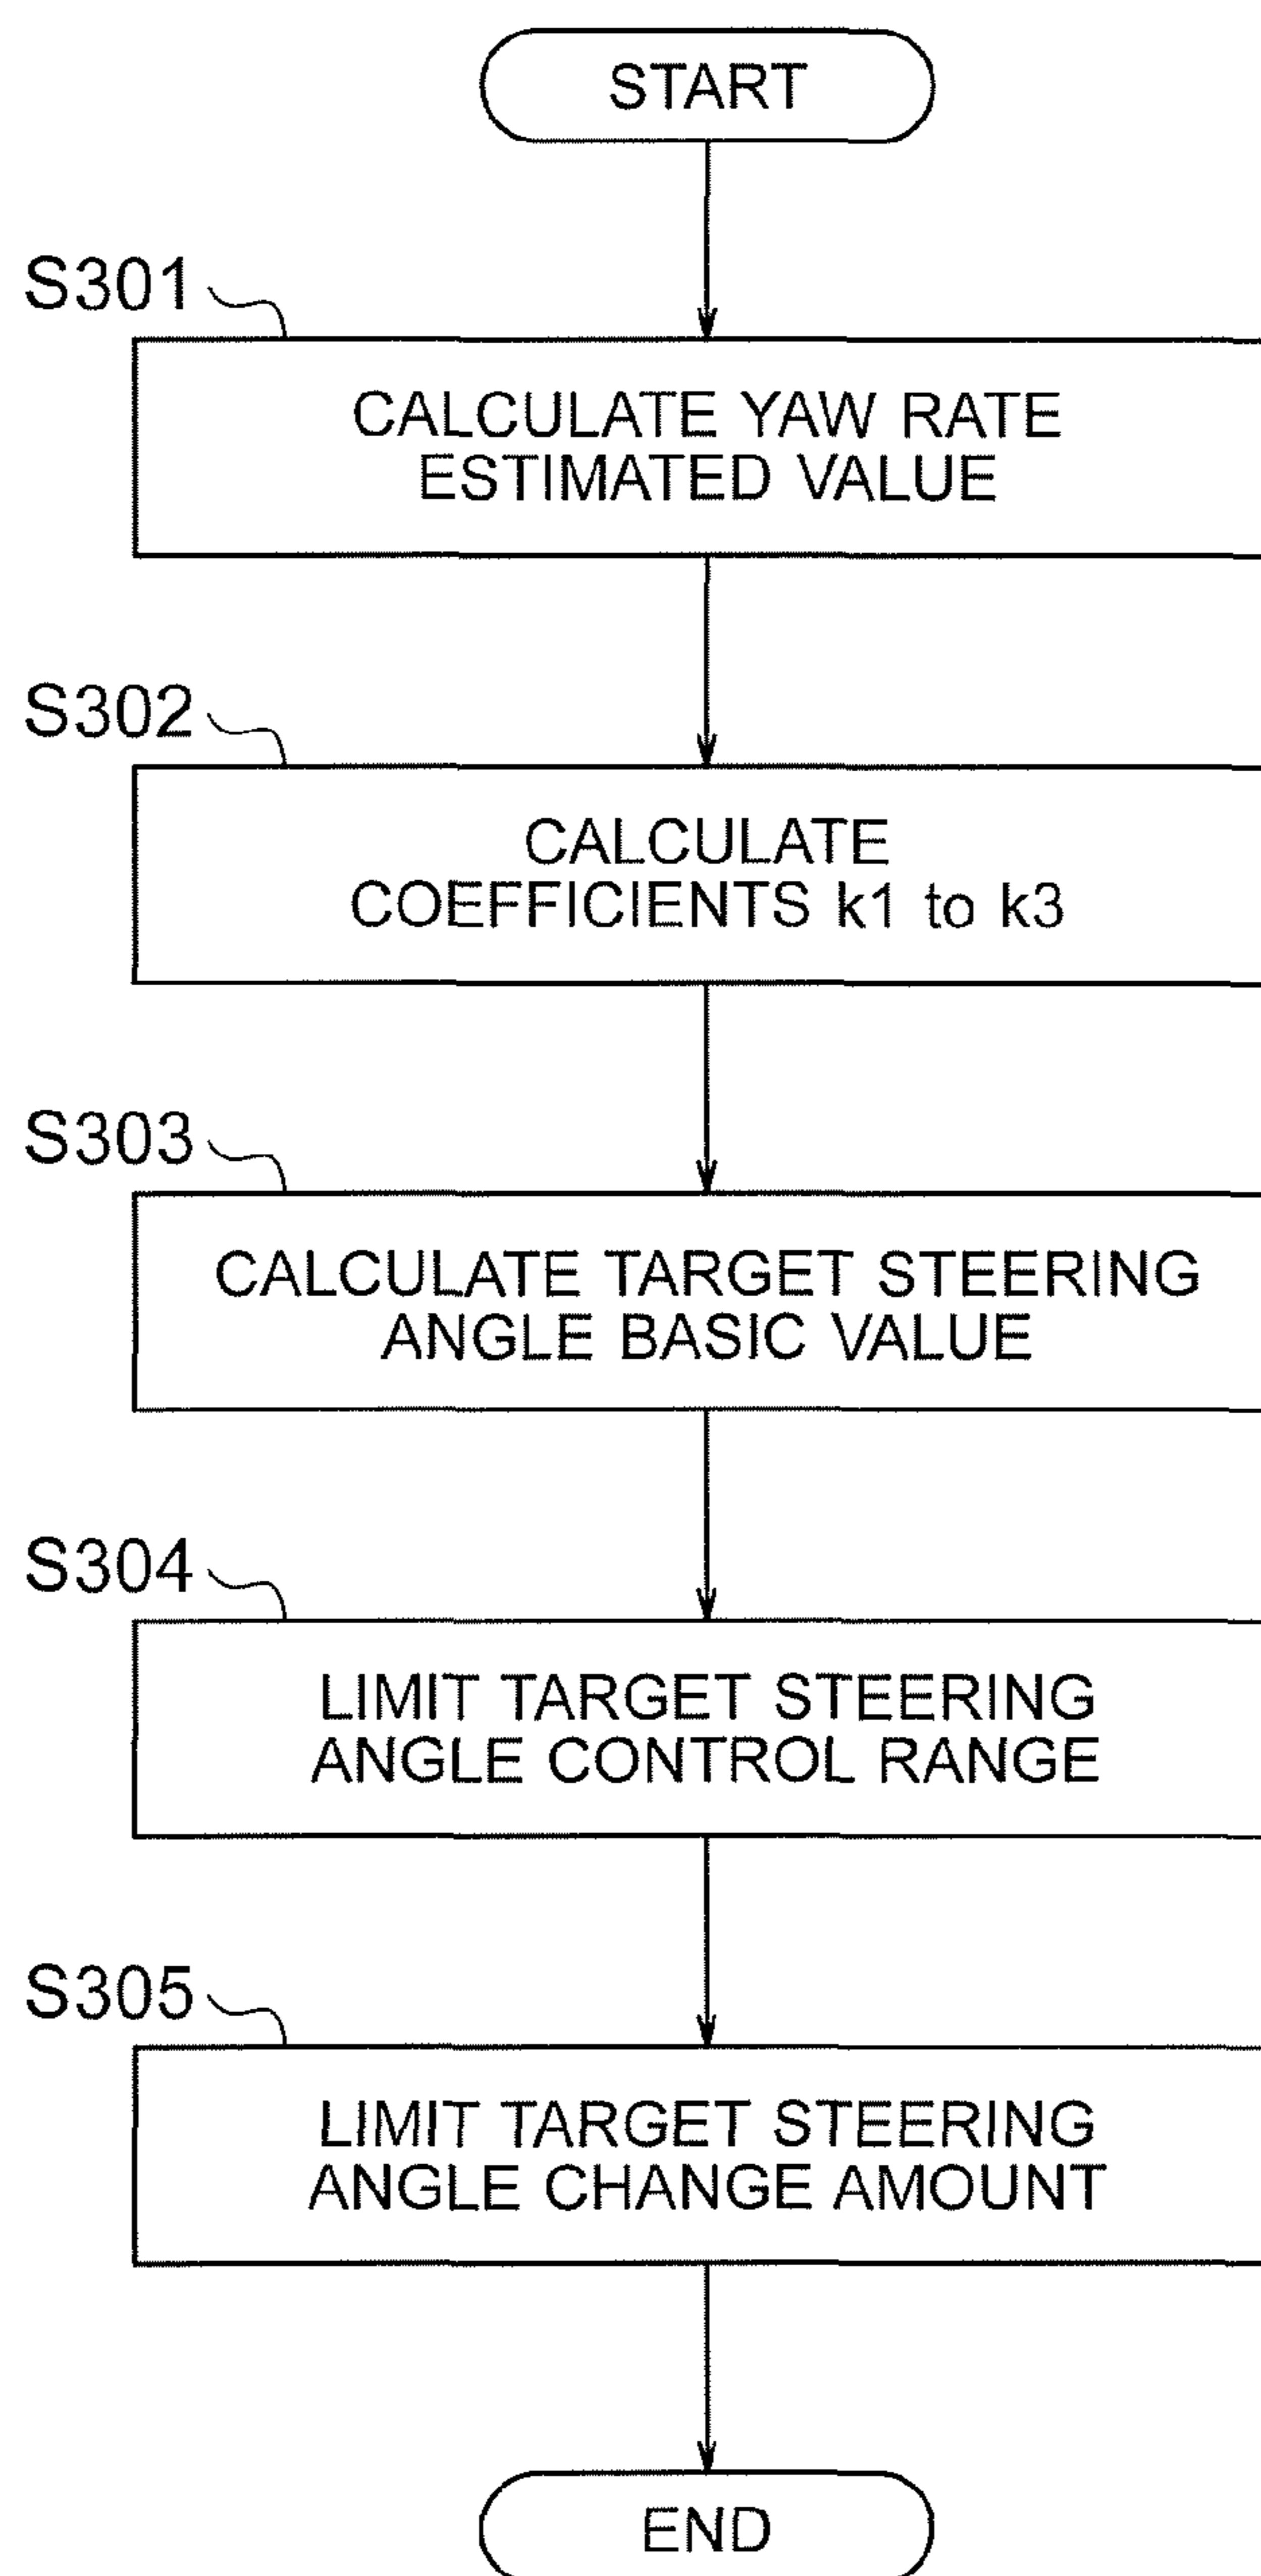 START
S301
CALCULATE YAW RATE
ESTIMATED VALUE
S302
CALCULATE
COEFFICIENTS k1 to k3
S303
CALCULATE TARGET STEERING
ANGLE BASIC VALUE
S304
LIMIT TARGET STEERING
ANGLE CONTROL RANGE
S305
LIMIT TARGET STEERING
ANGLE CHANGE AMOUNT
END